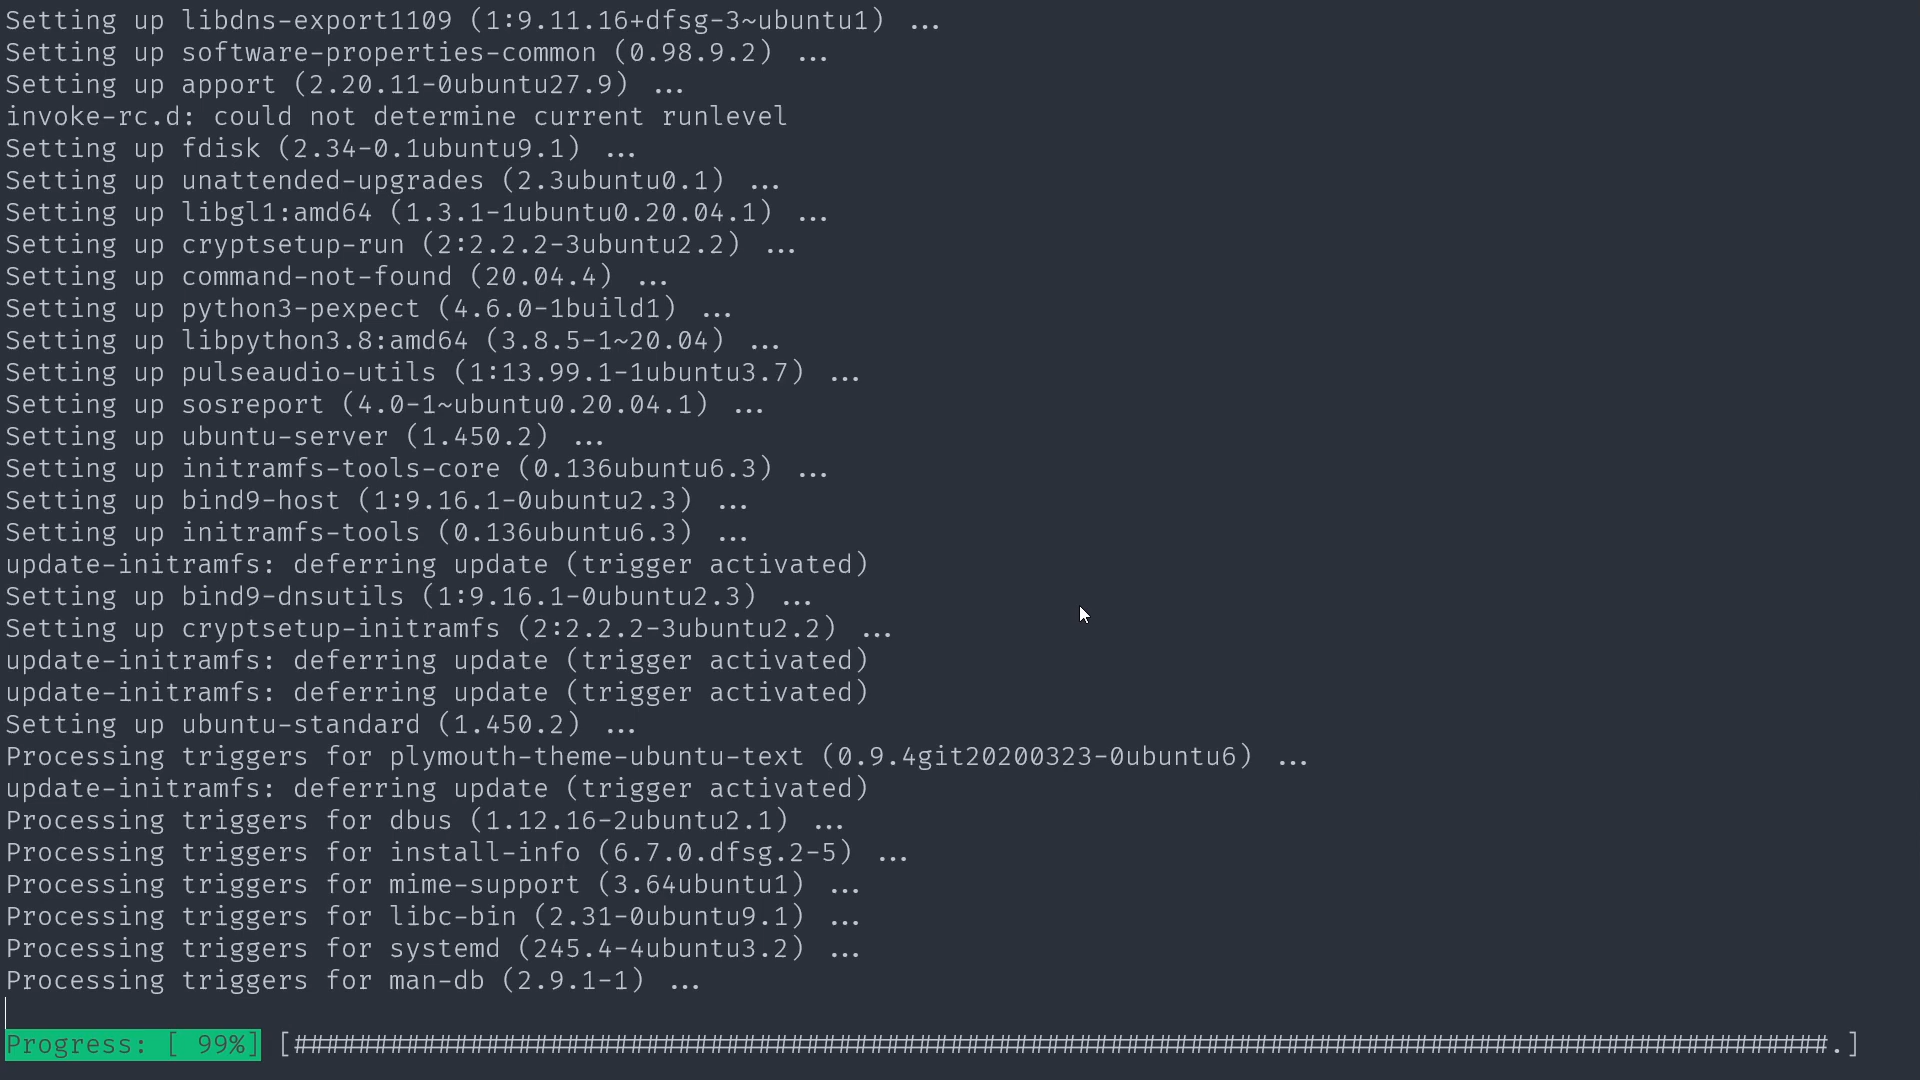 Setting up libdns-export1109 (1:9.11.16+dfsg-3~ubuntu1) ...
Setting up software-properties-common (0.98.9.2) ...
Setting up apport (2.20.11-0ubuntu27.9) ...
invoke-rc.d: could not determine current runlevel
Setting up fdisk (2.34-0.1ubuntu9.1) ...
Setting up unattended-upgrades (2.3ubuntu0.1) ...
Setting up libgl1:amd64 (1.3.1-1ubuntu0.20.04.1) ...
Setting up cryptsetup-run (2:2.2.2-3ubuntu2.2) ...
Setting up command-not-found (20.04.4) ...
Setting up python3-pexpect (4.6.0-1build1) ...
Setting up libpython3.8:amd64 (3.8.5-1~20.04) ...
Setting up pulseaudio-utils (1:13.99.1-1ubuntu3.7) ...
Setting up sosreport (4.0-1~ubuntu0.20.04.1) ...
Setting up ubuntu-server (1.450.2) ...
Setting up initramfs-tools-core (0.136ubuntu6.3) ...
Setting up bind9-host (1:9.16.1-0ubuntu2.3) ...
Setting up initramfs-tools (0.136ubuntu6.3) ...
update-initramfs: deferring update (trigger activated)
Setting up bind9-dnsutils (1:9.16.1-0ubuntu2.3) ...
Setting up cryptsetup-initramfs (2:2.2.2-3ubuntu2.2) ...
update-initramfs: deferring update (trigger activated)
update-initramfs: deferring update (trigger activated)
Setting up ubuntu-standard (1.450.2) ...
Processing triggers for plymouth-theme-ubuntu-text (0.9.4git20200323-0ubuntu6) ...
update-initramfs: deferring update (trigger activated)
Processing triggers for dbus (1.12.16-2ubuntu2.1) ...
Processing triggers for install-info (6.7.0.dfsg.2-5) ...
Processing triggers for mime-support (3.64ubuntu1) ...
Processing triggers for libc-bin (2.31-0ubuntu9.1) ...
Processing triggers for systemd (245.4-4ubuntu3.2) ...
Processing triggers for man-db (2.9.1-1) ...
Progress: [ 99%] [################################################################################################.]